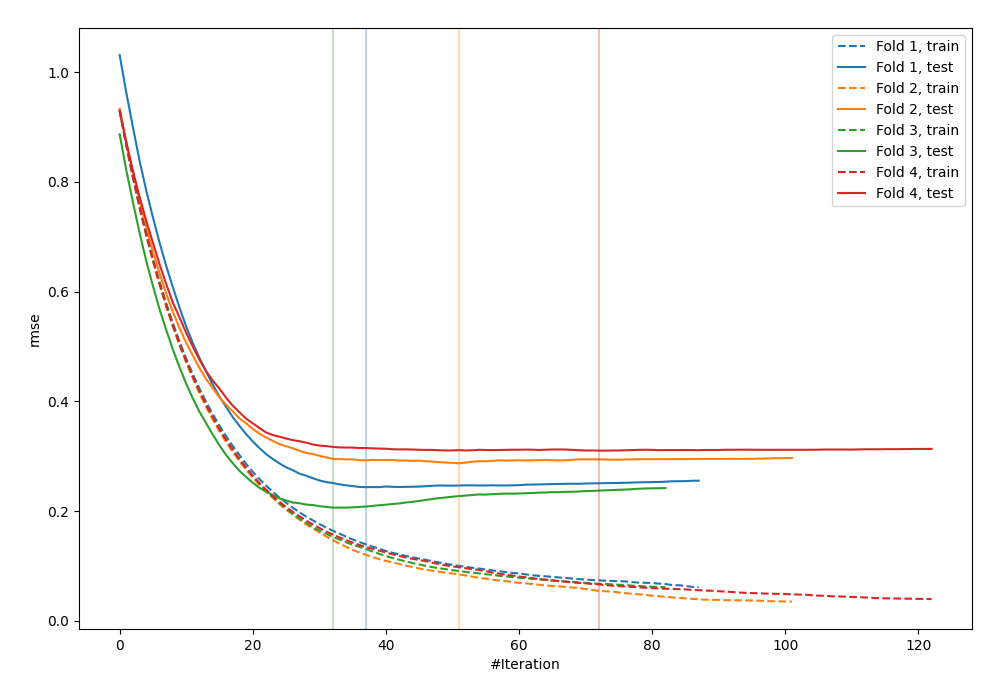 Fold 1, train
Fold 1, test
Fold 2, train
Fold 2, test
Fold 3, train
Fold 3, test
Fold 4, train
Fold 4, test
rmse
1.0
0.8
0.6
0.4
0.2
0.0
0 20 40 60 80 100 120
#Iteration